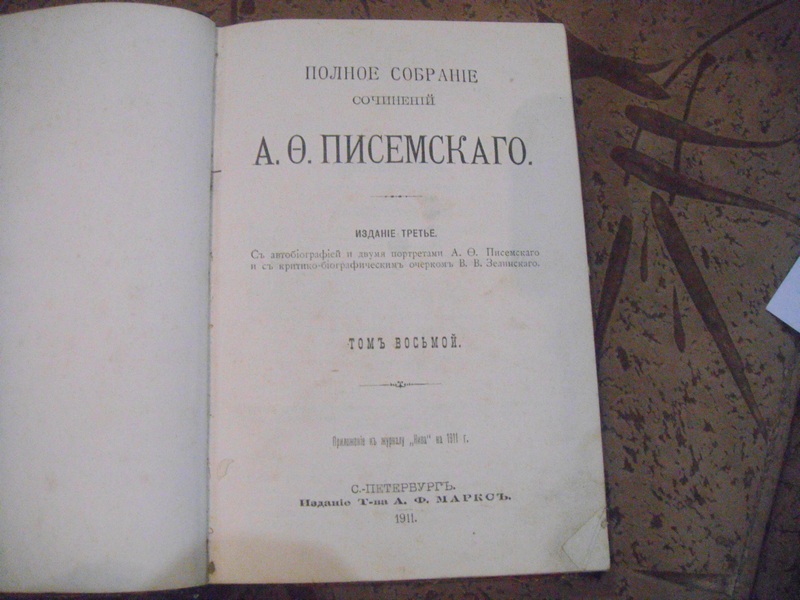 ПОЛНОЕ СОБРАНІЕ
СОЧИНЕНІЙ
А. Ѳ. ПИСЕМСКАГО.
ИЗДАНІЕ ТРЕТЬЕ.
Съ автобіографіей и двумя портретами А. Ѳ. Писемскаго
и съ критико-біографическимъ очеркомъ В. В. Зелинскаго.
ТОМЪ ВОСЬМОЙ.
Приложеніе къ журналу „Нива“ на 1911 г.
С.-ПЕТЕРБУРГЪ.
Изданіе Т-ва А. Ф. МАРКСЪ.
1911.